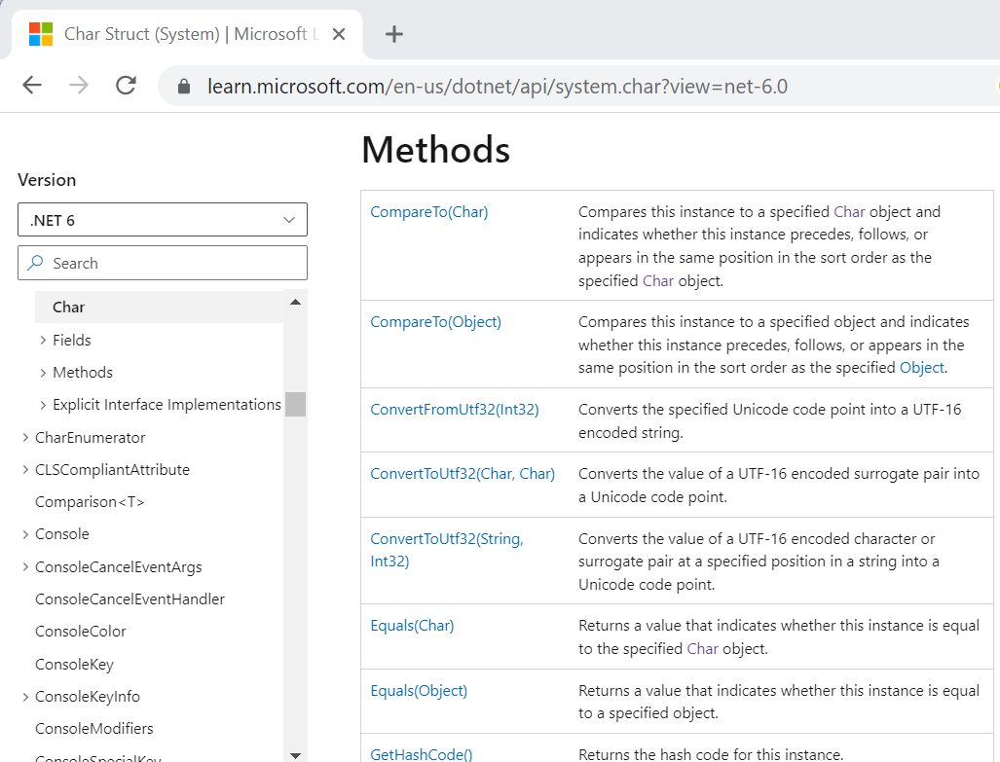 Char Struct (System) | Microsoft L
learn.microsoft.com/en-us/dotnet/api/system.char?view=net-6.0
Version
.NET 6
Search
Char
Fields
Methods
Explicit Interface Implementations
CharEnumerator
CLSCompliantAttribute
Comparison<T>
Console
ConsoleCancelEventArgs
ConsoleCancelEventHandler
ConsoleColor
ConsoleKey
ConsoleKeyInfo
ConsoleModifiers
ConsoleSpecialKey
Methods
CompareTo(Char)
Compares this instance to a specified Char object and
indicates whether this instance precedes, follows, or
appears in the same position in the sort order as the
specified Char object.
CompareTo(Object)
Compares this instance to a specified object and indicates
whether this instance precedes, follows, or appears in the
same position in the sort order as the specified Object.
ConvertFromUtf32(Int32)
Converts the specified Unicode code point into a UTF-16
encoded string.
ConvertToUtf32(Char, Char)
Converts the value of a UTF-16 encoded surrogate pair into
a Unicode code point.
ConvertToUtf32(String,
Int32)
Converts the value of a UTF-16 encoded character or
surrogate pair at a specified position in a string into a
Unicode code point.
Equals(Char)
Returns a value that indicates whether this instance is equal
to the specified Char object.
Equals(Object)
Returns a value that indicates whether this instance is equal
to a specified object.
GetHashCode()
Returns the hash code for this instance.